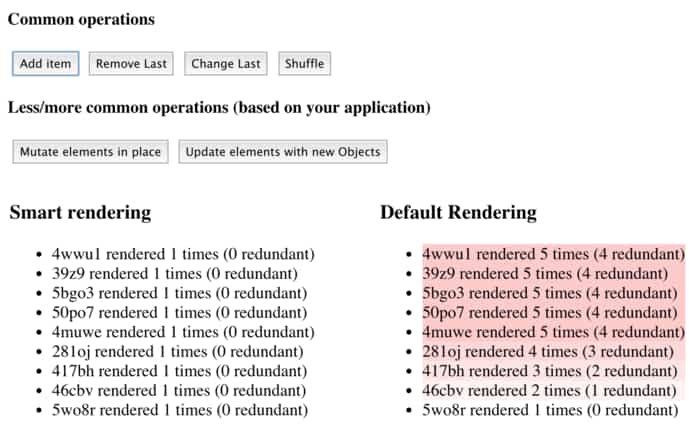 Common operations
Add item Remove Last Change Last Shuffle
Less/more common operations (based on your application)
Mutate elements in place Update elements with new Objects
Smart rendering
• 4wwu1 rendered 1 times (0 redundant)
• 39z9 rendered 1 times (0 redundant)
• 5bgo3 rendered 1 times (0 redundant)
• 50po7 rendered 1 times (0 redundant)
• 4muwe rendered 1 times (0 redundant)
• 281oj rendered 1 times (0 redundant)
• 417bh rendered 1 times (0 redundant)
• 46cbv rendered 1 times (0 redundant)
• 5wo8r rendered 1 times (0 redundant)
Default Rendering
• 4wwu1 rendered 5 times (4 redundant)
• 39z9 rendered 5 times (4 redundant)
• 5bgo3 rendered 5 times (4 redundant)
• 50po7 rendered 5 times (4 redundant)
• 4muwe rendered 5 times (4 redundant)
• 281oj rendered 4 times (3 redundant)
• 417bh rendered 3 times (2 redundant)
• 46cbv rendered 2 times (1 redundant)
• 5wo8r rendered 1 times (0 redundant)